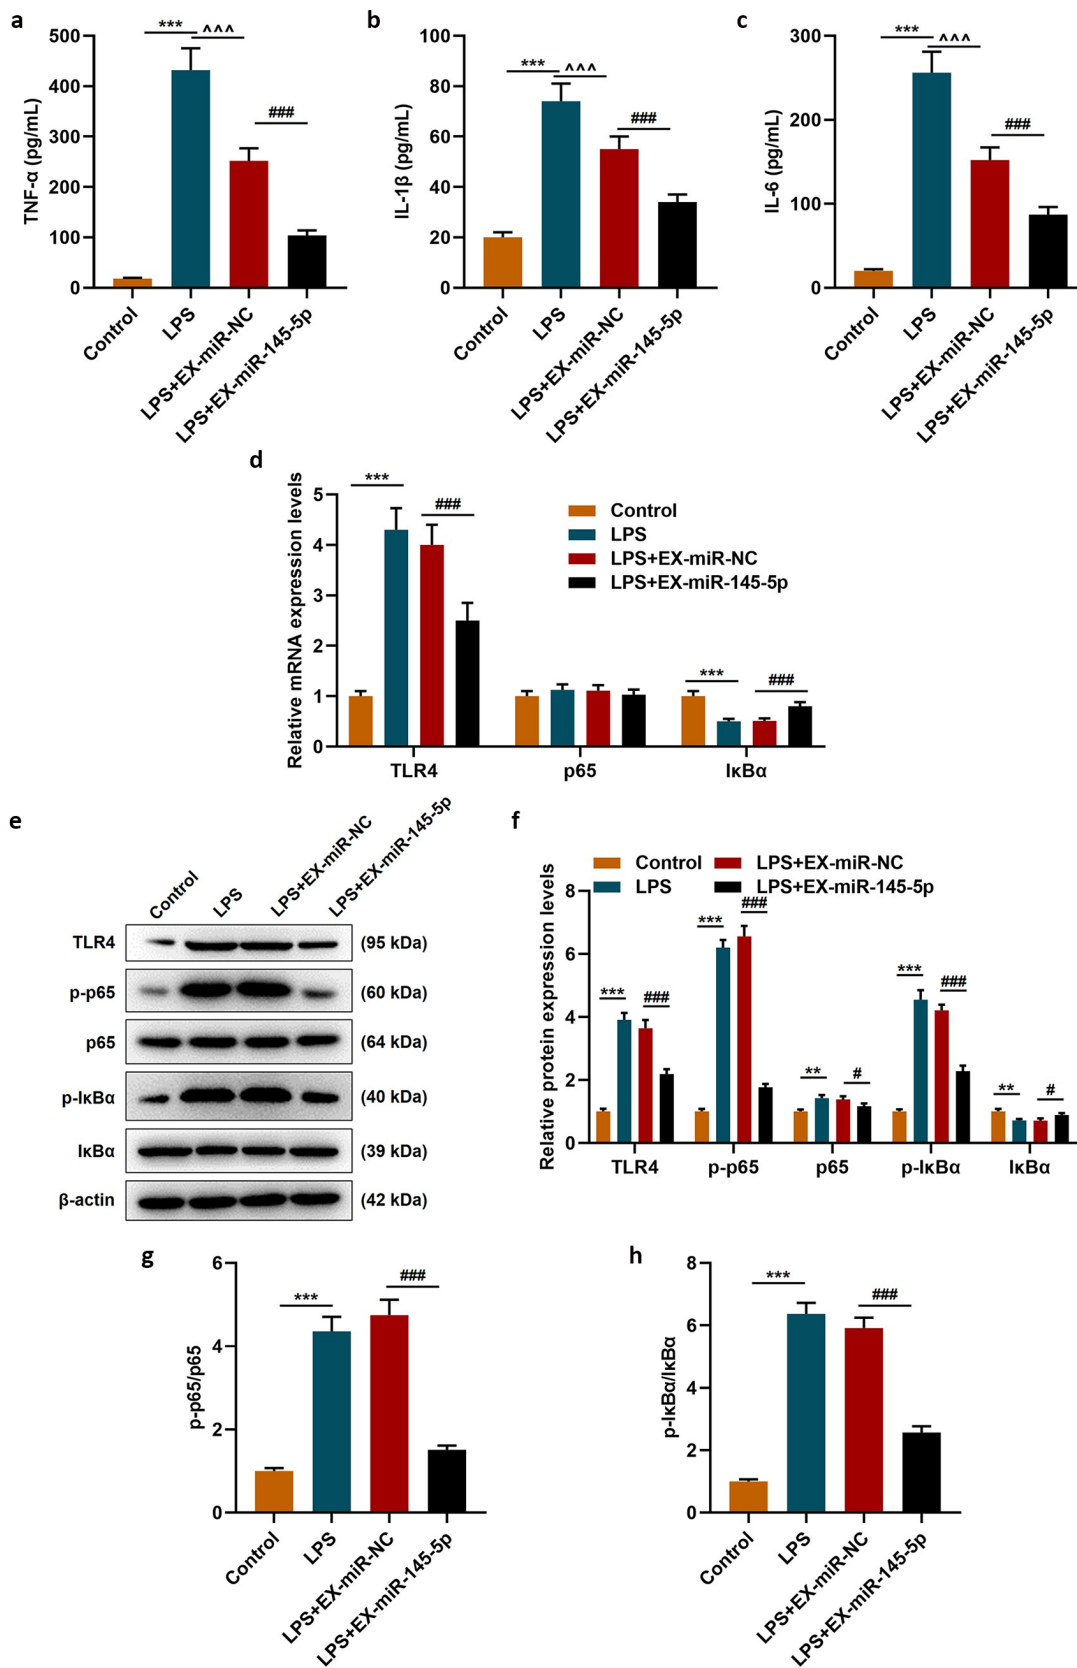 a
*** ^^^
###
TNF-α (pg/mL)
500
400
300
200
100
0
Control
LPS
LPS+EX-miR-NC
LPS+EX-miR-145-5p
b
*** ^^^
###
IL-1β (pg/mL)
100
80
60
40
20
0
Control
LPS
LPS+EX-miR-NC
LPS+EX-miR-145-5p
c
*** ^^^
###
IL-6 (pg/mL)
300
200
100
0
Control
LPS
LPS+EX-miR-NC
LPS+EX-miR-145-5p
d
Relative mRNA expression levels
5
4
3
2
1
0
*** ###
*** ###
Control
LPS
LPS+EX-miR-NC
LPS+EX-miR-145-5p
TLR4 p65 IκBα
e
Control
LPS
LPS+EX-miR-NC
LPS+EX-miR-145-5p
TLR4 (95 kDa)
p-p65 (60 kDa)
p65 (64 kDa)
p-IκBα (40 kDa)
IκBα (39 kDa)
β-actin (42 kDa)
f
Control LPS+EX-miR-NC
LPS LPS+EX-miR-145-5p
Relative protein expression levels
8
6
4
2
0
*** ###
*** ###
** #
*** ###
** #
TLR4 p-p65 p65 p-IκBα IκBα
g
p-p65/p65
6
4
2
0
***
###
Control
LPS
LPS+EX-miR-NC
LPS+EX-miR-145-5p
h
p-IκBα/IκBα
8
6
4
2
0
***
###
Control
LPS
LPS+EX-miR-NC
LPS+EX-miR-145-5p